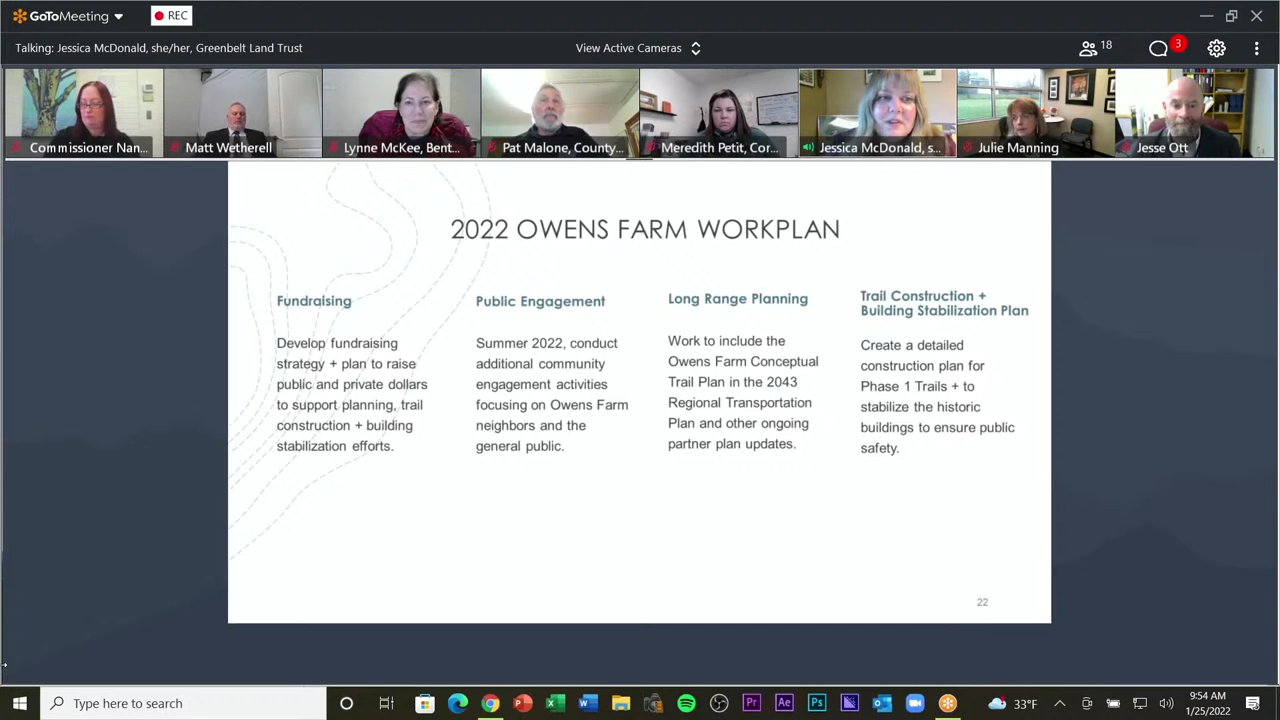 GoToMeeting
REC
Talking: Jessica McDonald, she/her, Greenbelt Land Trust
View Active Cameras
18
3
Commissioner Nan...
Matt Wetherell
Lynne McKee, Bent...
Pat Malone, County...
Meredith Petit, Cor...
Jessica McDonald, s...
Julie Manning
Jesse Ott
2022 OWENS FARM WORKPLAN
Fundraising
Develop fundraising
strategy + plan to raise
public and private dollars
to support planning, trail
construction + building
stabilization efforts.
Public Engagement
Summer 2022, conduct
additional community
engagement activities
focusing on Owens Farm
neighbors and the
general public.
Long Range Planning
Work to include the
Owens Farm Conceptual
Trail Plan in the 2043
Regional Transportation
Plan and other ongoing
partner plan updates.
Trail Construction +
Building Stabilization Plan
Create a detailed
construction plan for
Phase 1 Trails + to
stabilize the historic
buildings to ensure public
safety.
22
Type here to search
Pr
Ae
Ps
33°F
9:54 AM
1/25/2022